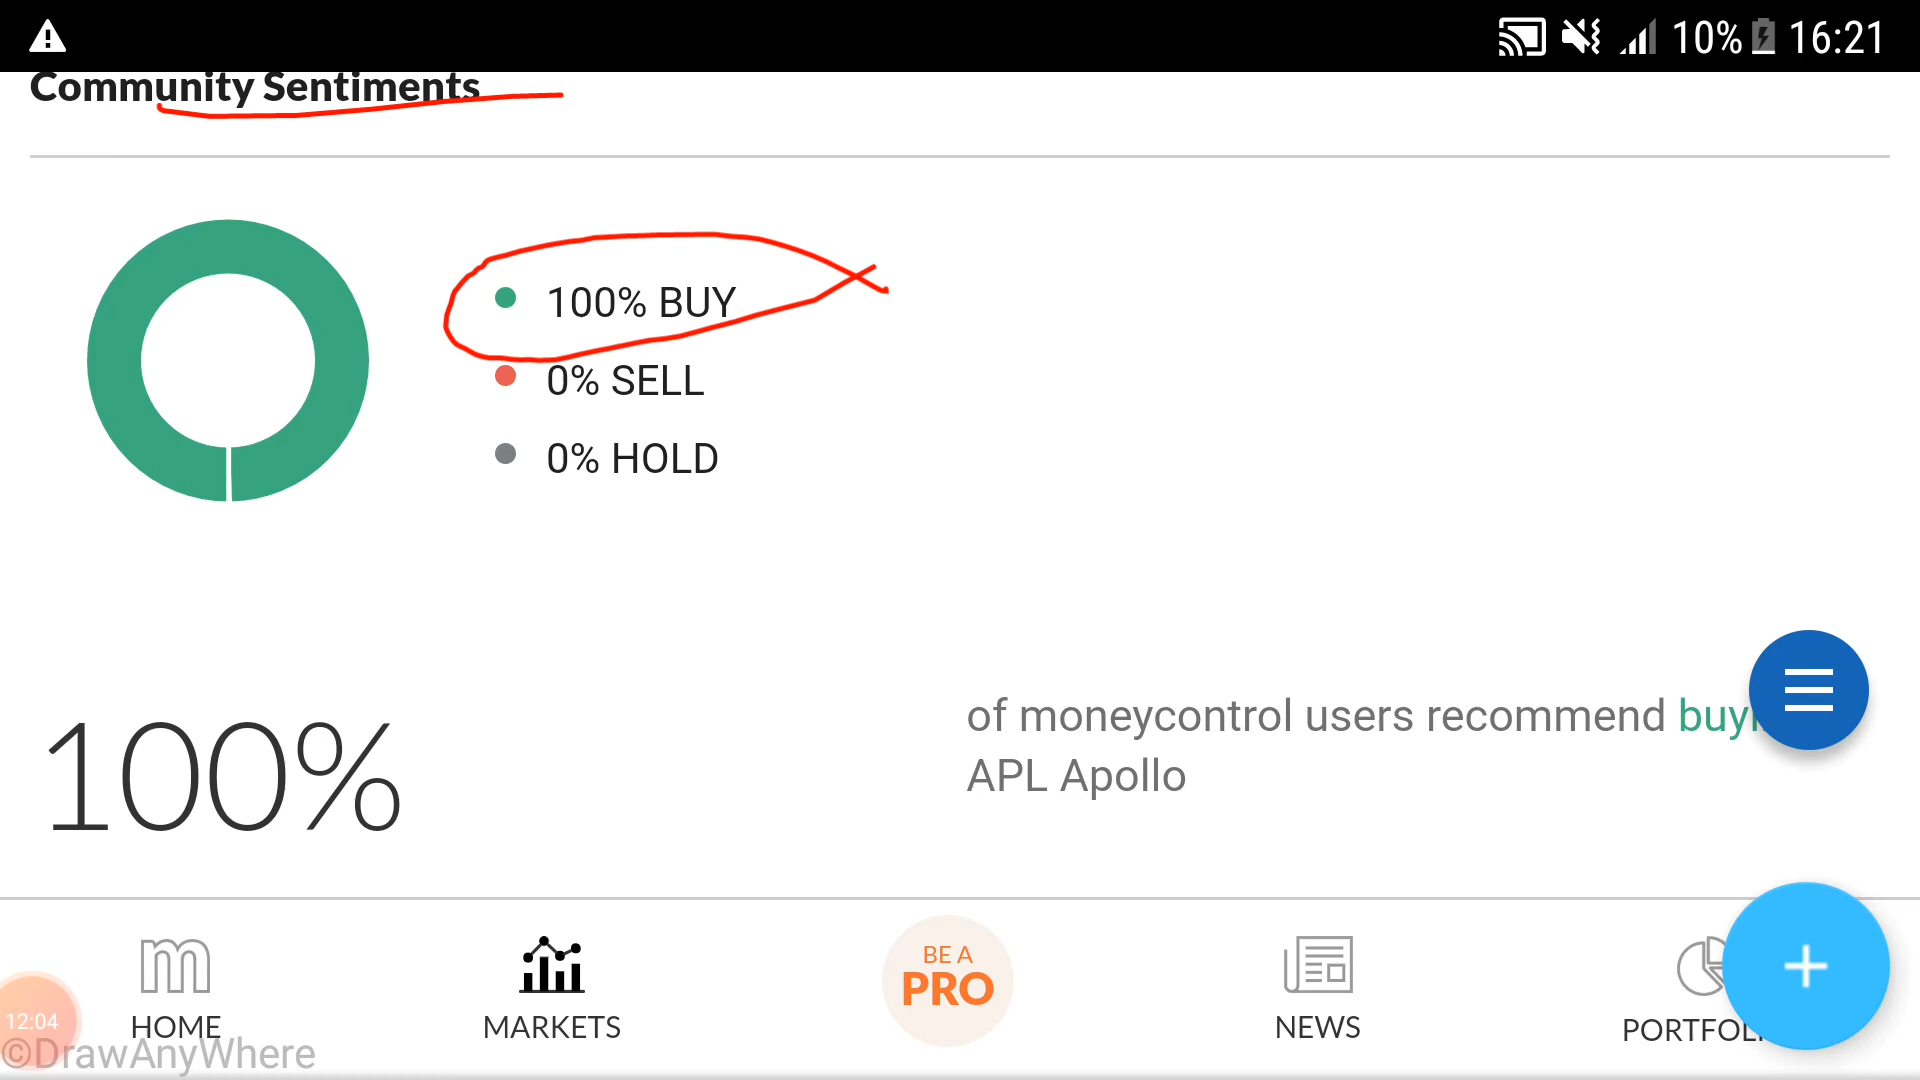 10% 16:21
Community Sentiments
100% BUY
0% SELL
0% HOLD
100%
of moneycontrol users recommend
APL Apollo
m
BE A
PRO
12:04
HOME
MARKETS
NEWS
©DrawAnyWhere